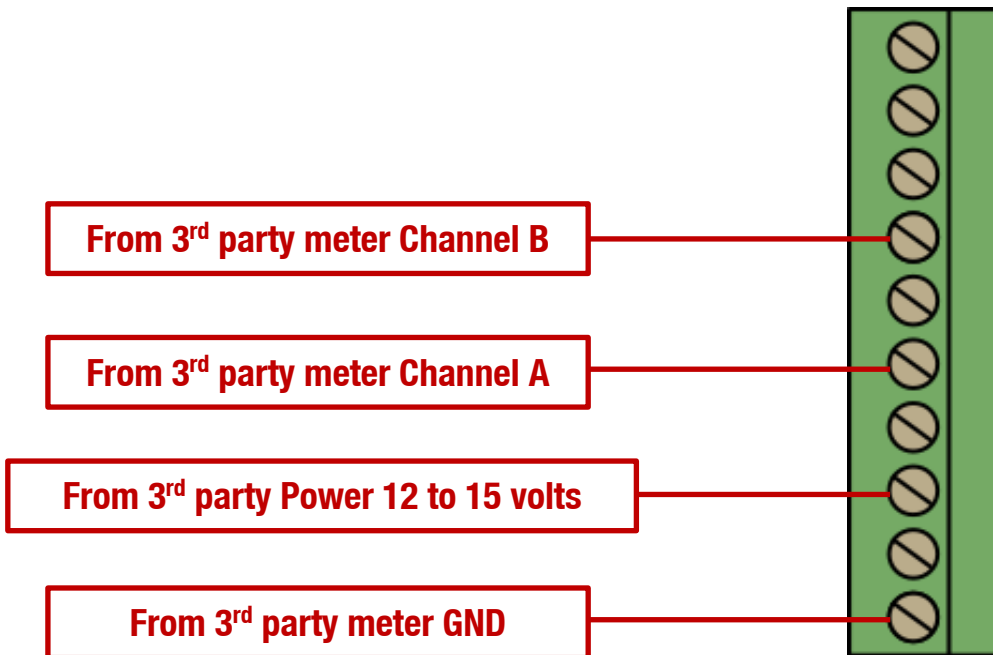 From 3rd party meter Channel B
From 3rd party meter Channel A
From 3rd party Power 12 to 15 volts
From 3rd party meter GND